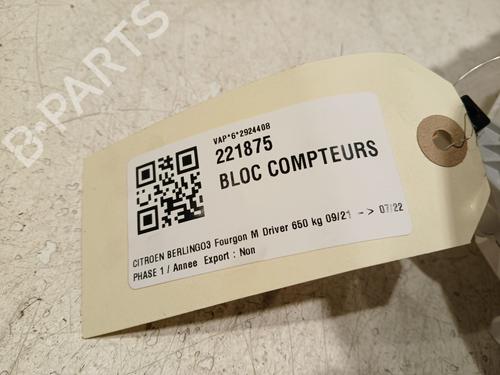 B-PARTS
VAP*6*2924408
221875
BLOC COMPTEURS
CITROEN BERLINGO3 Fourgon M Driver 650 kg 09/21 -> 07/22
PHASE 1 / Annee Export : Non